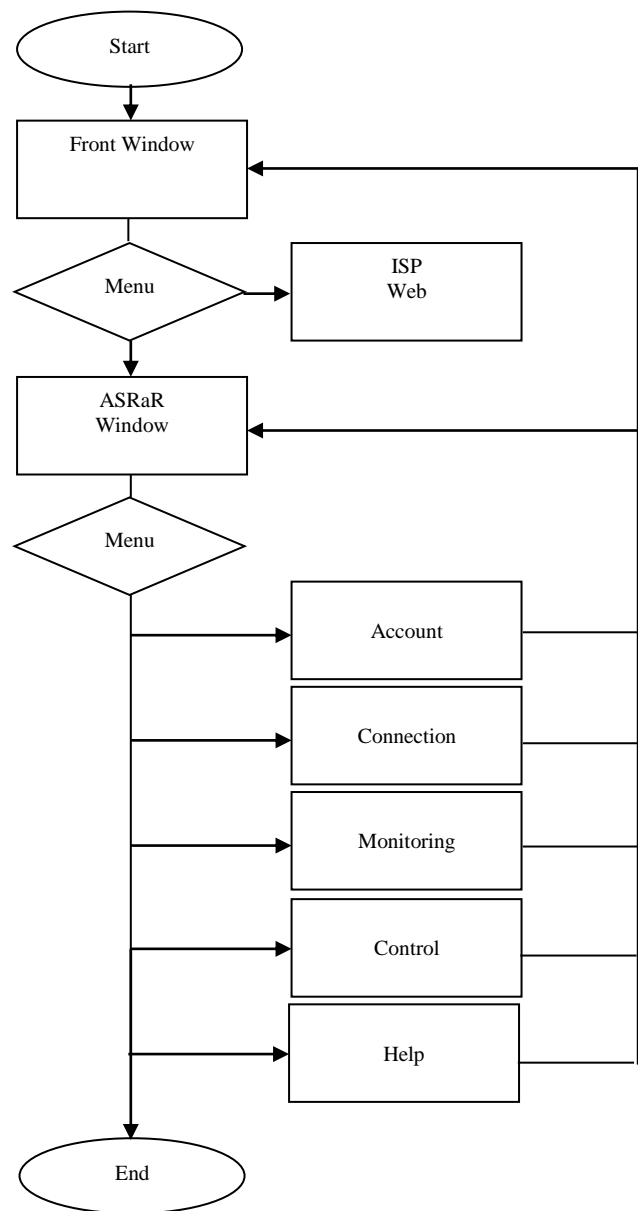 Start
Front Window
Menu
ISP
Web
ASRaR
Window
Menu
Account
Connection
Monitoring
Control
Help
End